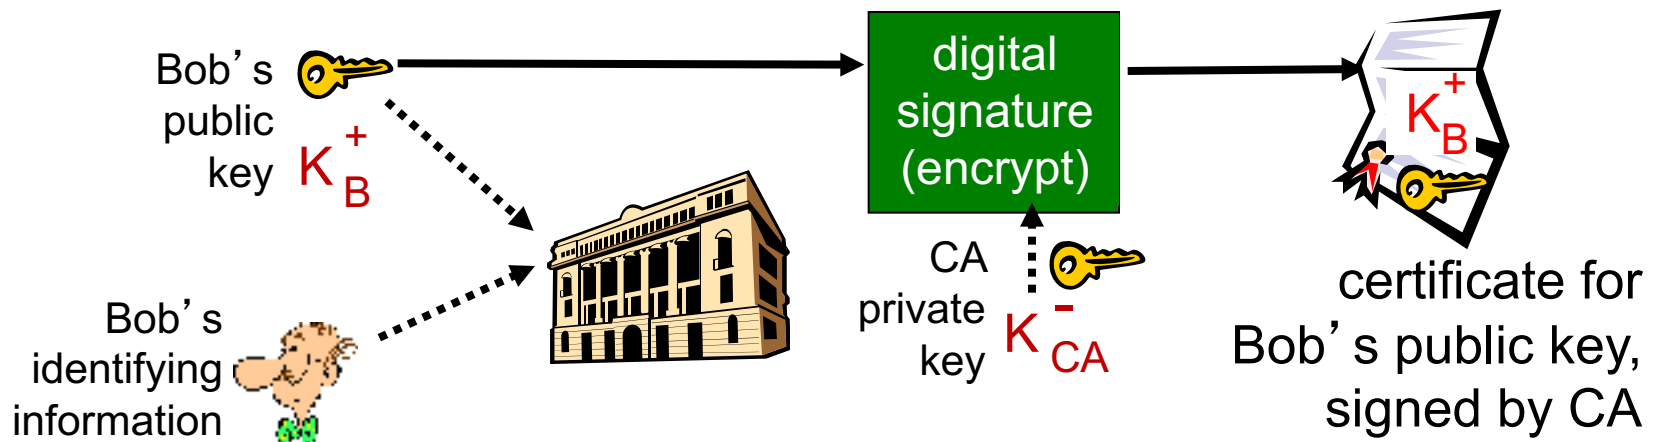 Bob’s
public
key
K+B
digital
signature
(encrypt)
K+B
Bob’s
identifying
information
CA
private
key
K-CA
certificate for
Bob’s public key,
signed by CA